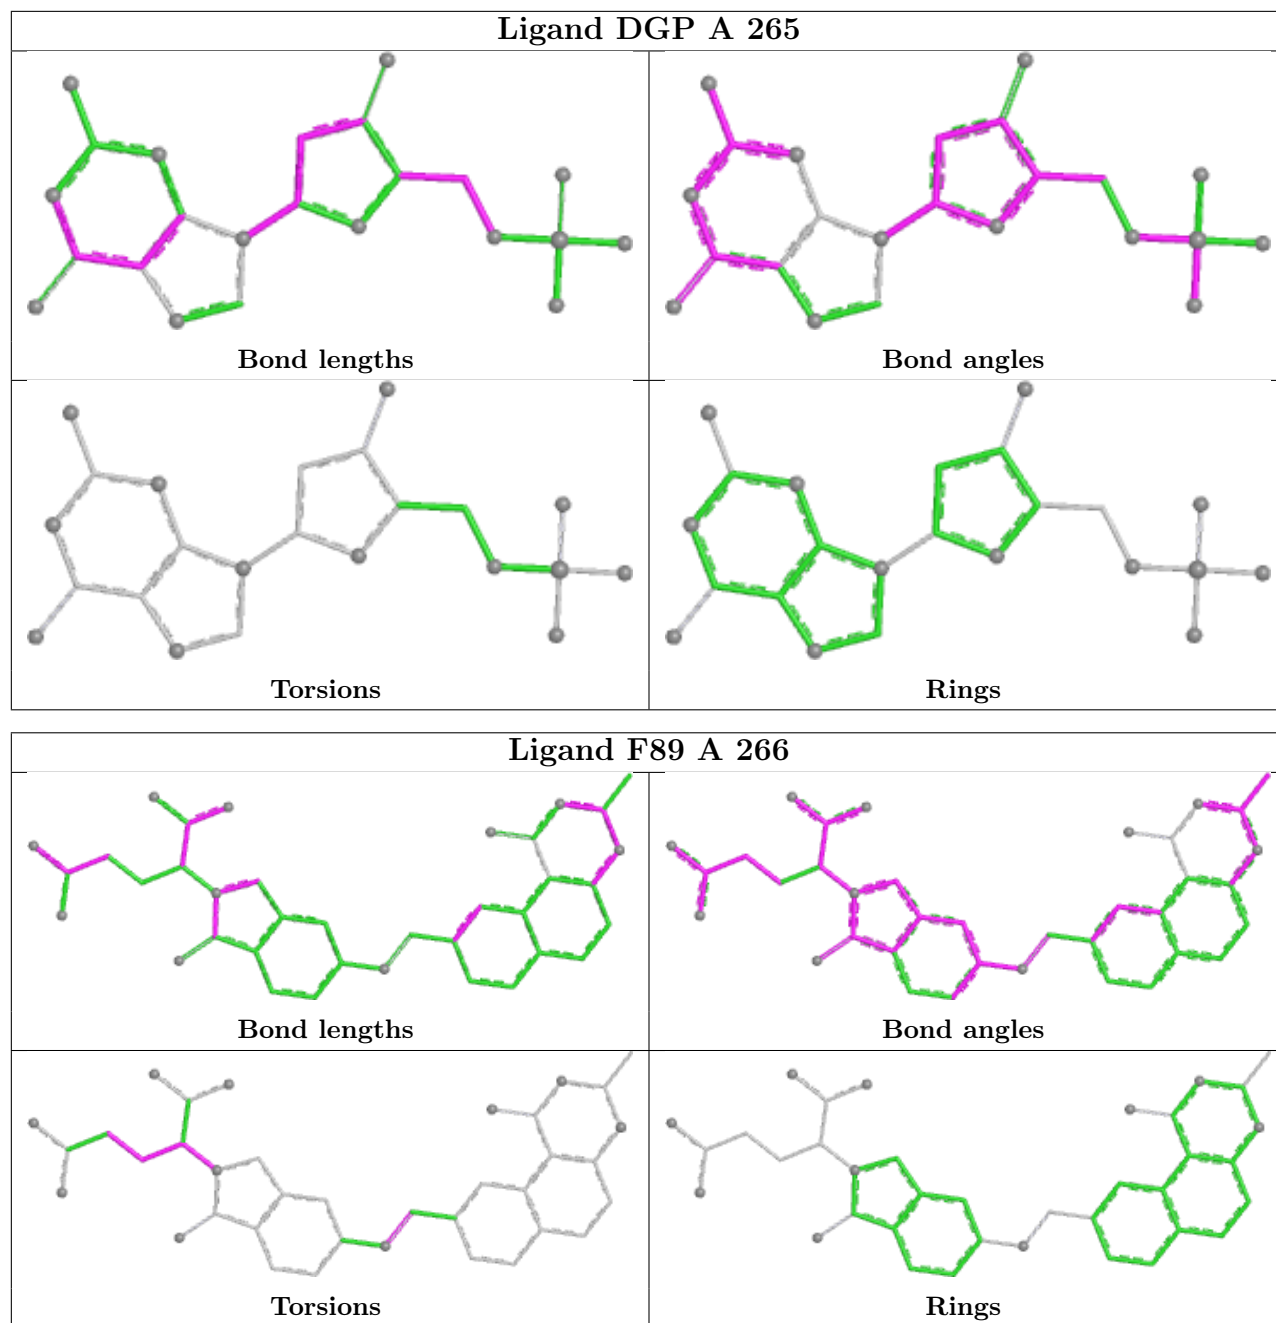 Ligand DGP A 265
Bond lengths
Bond angles
Torsions
Rings
Ligand F89 A 266
Bond lengths
Bond angles
Torsions
Rings